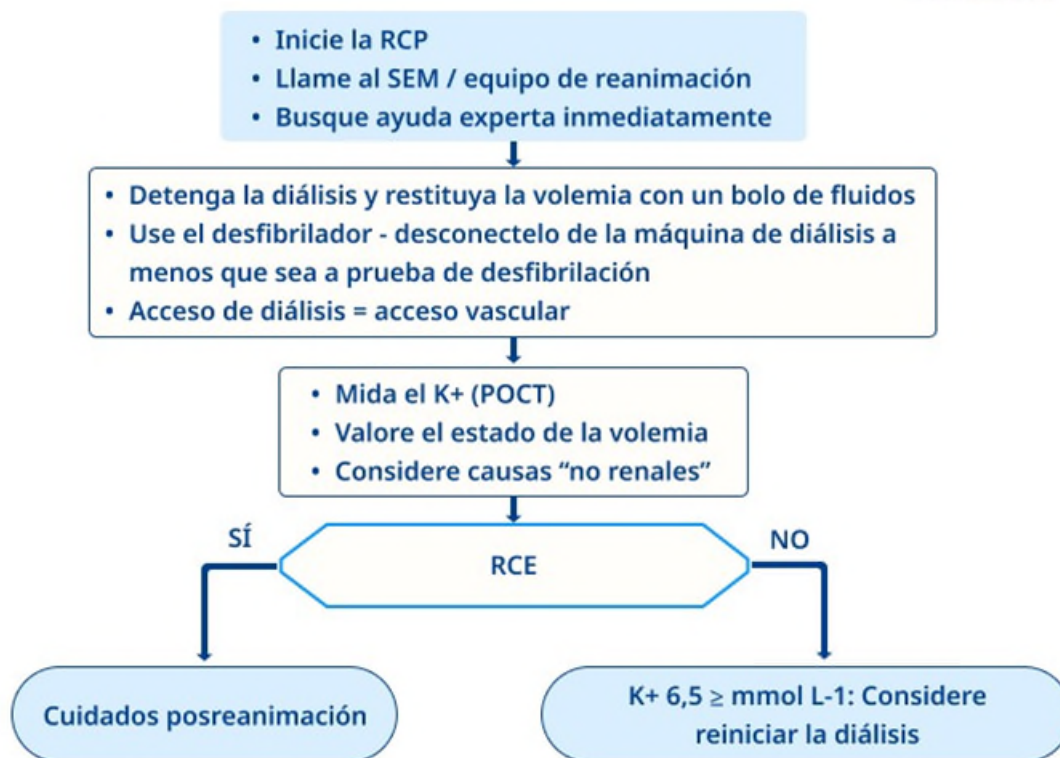 • Inicie la RCP
• Llame al SEM / equipo de reanimación
• Busque ayuda experta inmediatamente
• Detenga la diálisis y restituya la volemia con un bolo de fluidos
• Use el desfibrilador - desconectelo de la máquina de diálisis a
menos que sea a prueba de desfibrilación
• Acceso de diálisis = acceso vascular
• Mida el K+ (POCT)
• Valore el estado de la volemia
• Considere causas “no renales”
SÍ
RCE
NO
Cuidados posreanimación
K+ 6,5 ≥ mmol L-1: Considere
reiniciar la diálisis